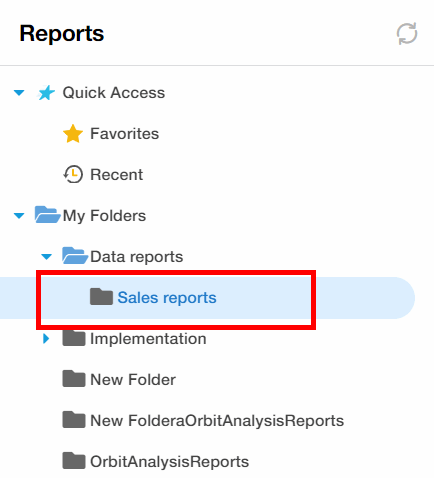 Reports
Quick Access
Favorites
Recent
My Folders
Data reports
Sales reports
Implementation
New Folder
New FolderaOrbitAnalysisReports
OrbitAnalysisReports